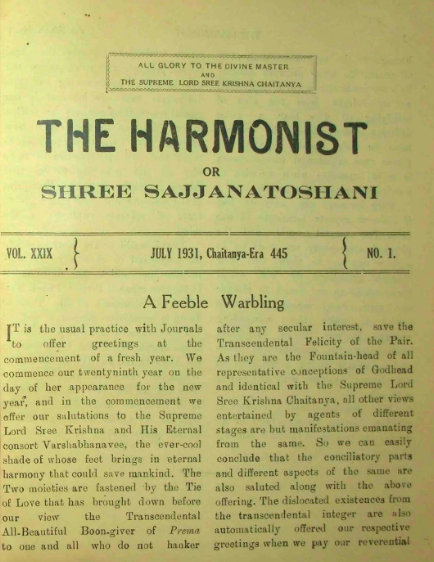 ALL GLORY TO THE DIVINE MASTER
AND
THE SUPREME LORD SREE KRISHNA CHAITANYA
THE HARMONIST
OR
SHREE SAJJANATOSHANI
VOL. XXIX
JULY 1931, Chaitanya-Era 445
NO. 1.
A Feeble Warbling
IT is the usual practice with Journals
to offer greetings at the
commencement of a fresh year. We
commence our twentyninth year on the
day of her appearance for the new
year, and in the commencement we
offer our salutations to the Supreme
Lord Sree Krishna and His Eternal
consort Varshabhanavee, the ever-cool
shade of whose feet brings in eternal
harmony that could save mankind. The
Two moieties are fastened by the Tie
of Love that has brought down before
our view the Transcendental
All-Beautiful Boon-giver of Prema
to one and all who do not hanker
after any secular interest, save the
Transcendental Felicity of the Pair.
As they are the Fountain-head of all
representative conceptions of Godhead
and identical with the Supreme Lord
Sree Krishna Chaitanya, all other views
entertained by agents of different
stages are but manifestations emanating
from the same. So we can easily
conclude that the conciliatory parts
and different aspects of the same are
also saluted along with the above
offering. The dislocated existences from
the transcendental integer are also
automatically offered our respective
greetings when we pay our reverential